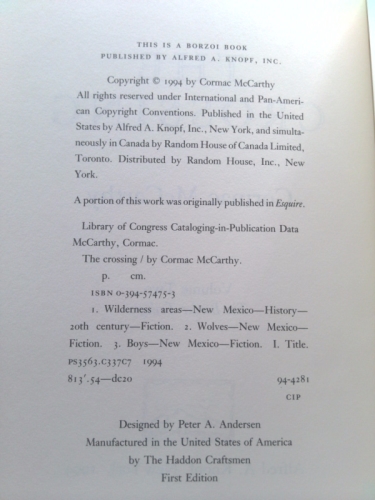 THIS IS A BORZOI BOOK
PUBLISHED BY ALFRED A. KNOPF, INC.
Copyright © 1994 by Cormac McCarthy
All rights reserved under International and Pan-Ameri-
can Copyright Conventions. Published in the United
States by Alfred A. Knopf, Inc., New York, and simulta-
neously in Canada by Random House of Canada Limited,
Toronto. Distributed by Random House, Inc., New
York.
A portion of this work was originally published in Esquire.
Library of Congress Cataloging-in-Publication Data
McCarthy, Cormac.
The crossing / by Cormac McCarthy.
p. cm.
ISBN 0-394-57475-3
1. Wilderness areas—New Mexico—History—
20th century—Fiction. 2. Wolves—New Mexico—
Fiction. 3. Boys—New Mexico—Fiction. I. Title.
PS3563.C337C7 1994
813'.54—dc20 94-4281
CIP
Designed by Peter A. Andersen
Manufactured in the United States of America
by The Haddon Craftsmen
First Edition